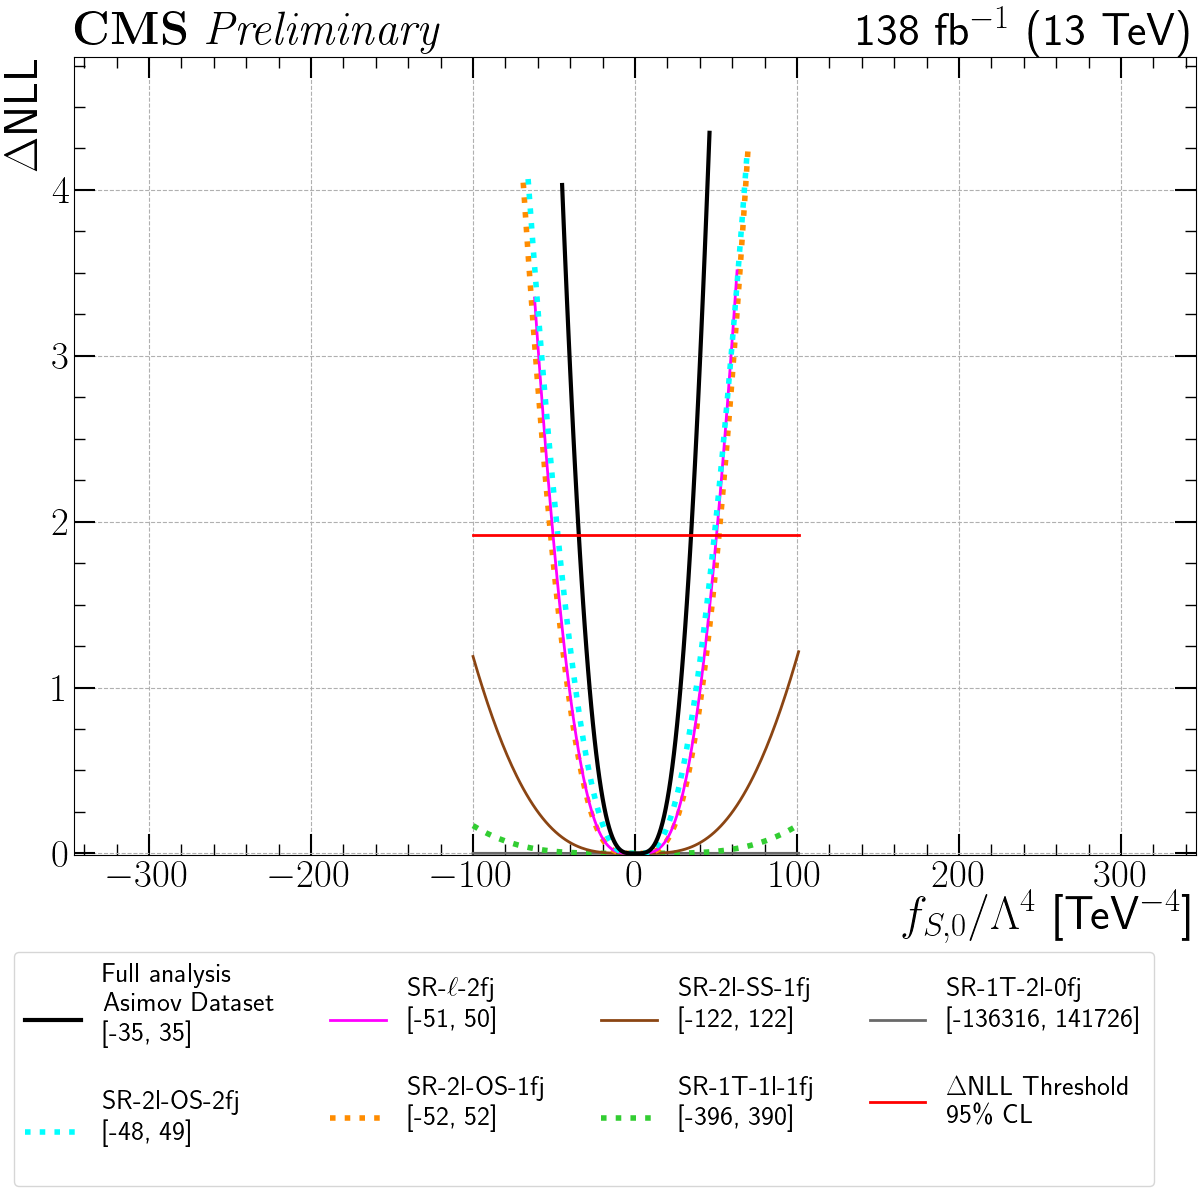 CMS Preliminary
138 fb⁻¹ (13 TeV)
ΔNLL
4
3
2
1
0
−300 −200 −100 0 100 200 300
f_{S,0}/Λ⁴ [TeV⁻⁴]
Full analysis
Asimov Dataset
[-35, 35]
SR-2l-OS-2fj
[-48, 49]
SR-ℓ-2fj
[-51, 50]
SR-2l-OS-1fj
[-52, 52]
SR-2l-SS-1fj
[-122, 122]
SR-1T-1l-1fj
[-396, 390]
SR-1T-2l-0fj
[-136316, 141726]
ΔNLL Threshold
95% CL